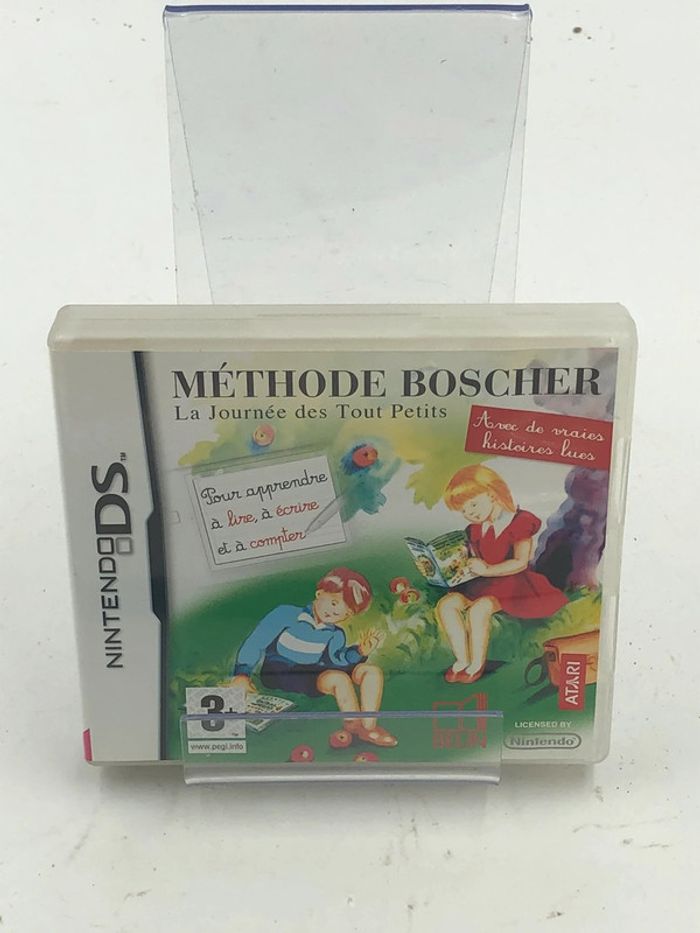 MÉTHODE BOSCHER
La Journée des Tout Petits
Avec de vraies
histoires lues
Pour apprendre
à lire, à écrire
et à compter
NINTENDO DS™
3+
www.pegi.info
ATARI
LICENSED BY
Nintendo